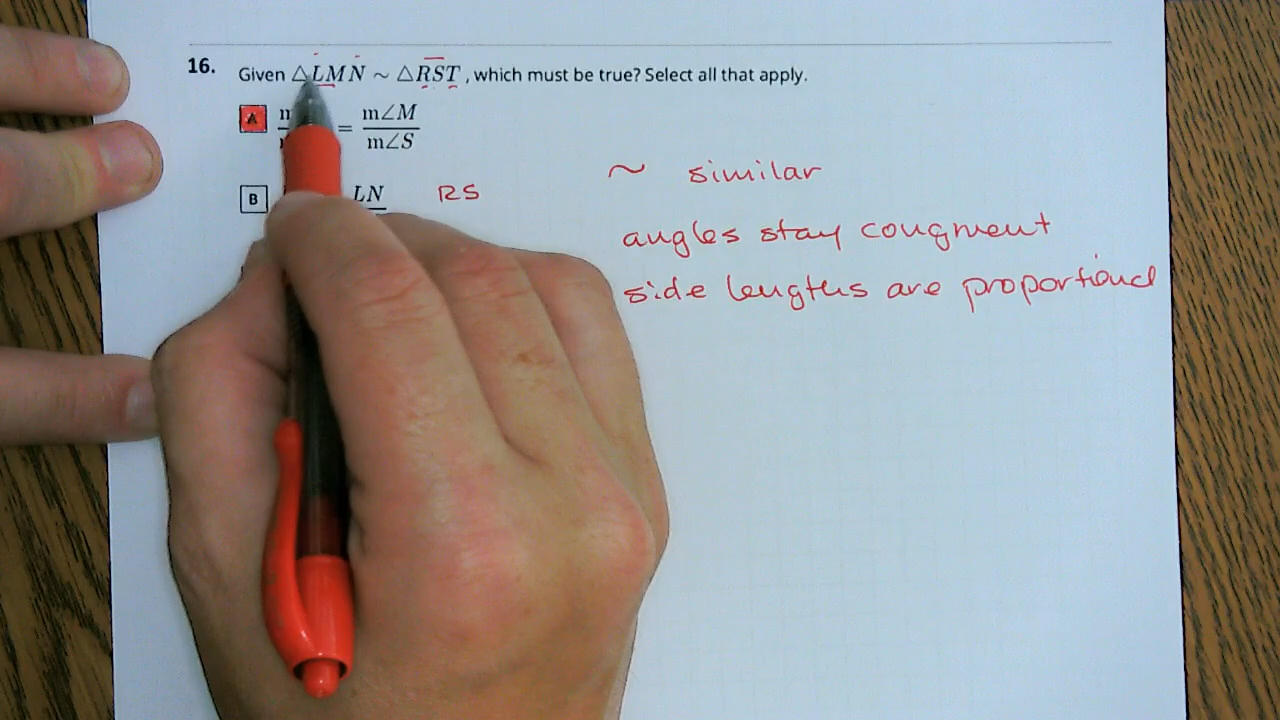 16. Given △LMN ~ △RST, which must be true? Select all that apply.
A m = m∠M / m∠S
B LN RS
~ similar
angles stay congruent
side lengths are proportional